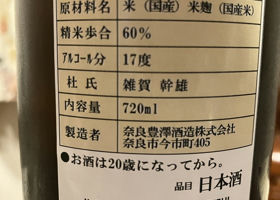 原材料名 米(国産) 米麹(国産米)
精米歩合 60%
アルコール分 17度
杜氏 雑賀 幹雄
内容量 720ml
製造者 奈良豊澤酒造株式会社
奈良市今市町405
●お酒は20歳になってから。
品目 日本酒